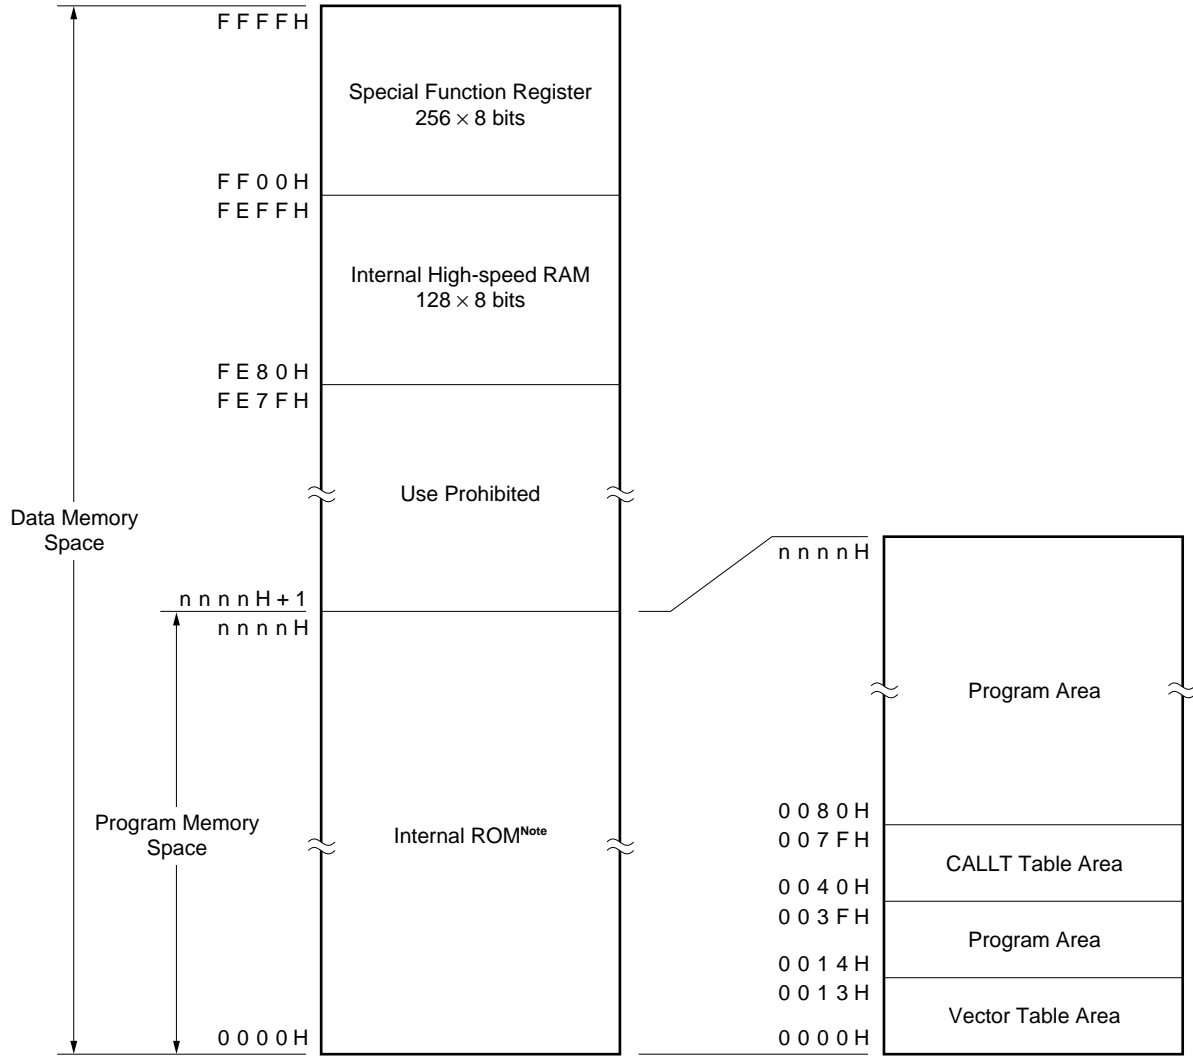 FFFFH
Special Function Register
256 × 8 bits
FF00H
FEFFH
Internal High-speed RAM
128 × 8 bits
FE80H
FE7FH
Use Prohibited
Data Memory
Space
nnnnH + 1
nnnnH
Program Memory
Space
Internal ROMNote
0000H
nnnnH
Program Area
0080H
007FH
CALLT Table Area
0040H
003FH
Program Area
0014H
0013H
Vector Table Area
0000H